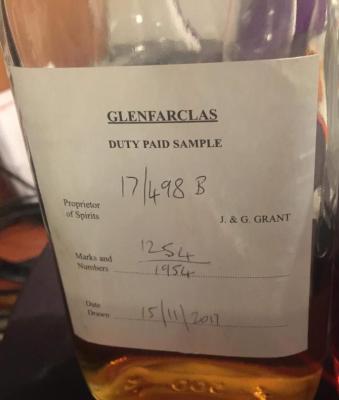 GLENFARCLAS
DUTY PAID SAMPLE
17/498 B
Proprietor
of Spirits
J. & G. GRANT
Marks and
Numbers
1254
1954
Date
Drawn
15/11/2017